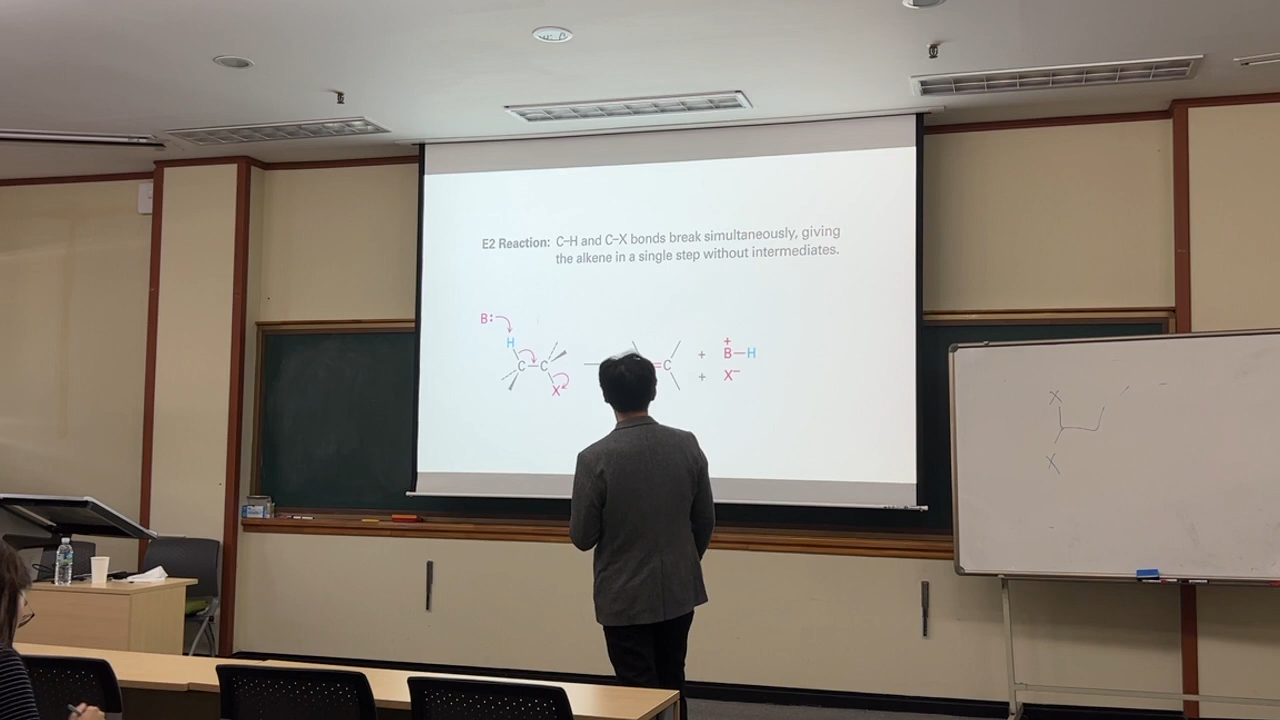 E2 Reaction: C–H and C–X bonds break simultaneously, giving
the alkene in a single step without intermediates.
B:
H
C–C
X
=C
+ B–H
+
+ X–
X
X